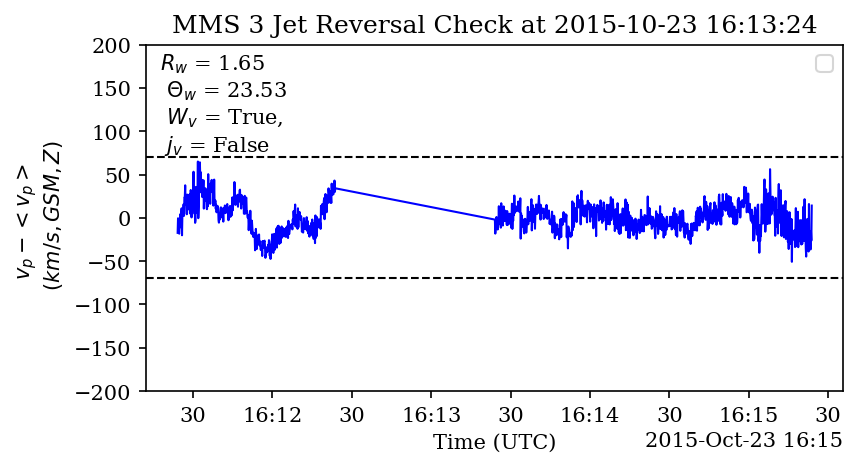 MMS 3 Jet Reversal Check at 2015-10-23 16:13:24
R_w = 1.65
Θ_w = 23.53
W_v = True,
j_v = False
200
150
100
50
0
−50
−100
−150
−200
v_p − < v_p >
(km/s, GSM, Z)
30 16:12 30 16:13 30 16:14 30 16:15 30
Time (UTC)
2015-Oct-23 16:15